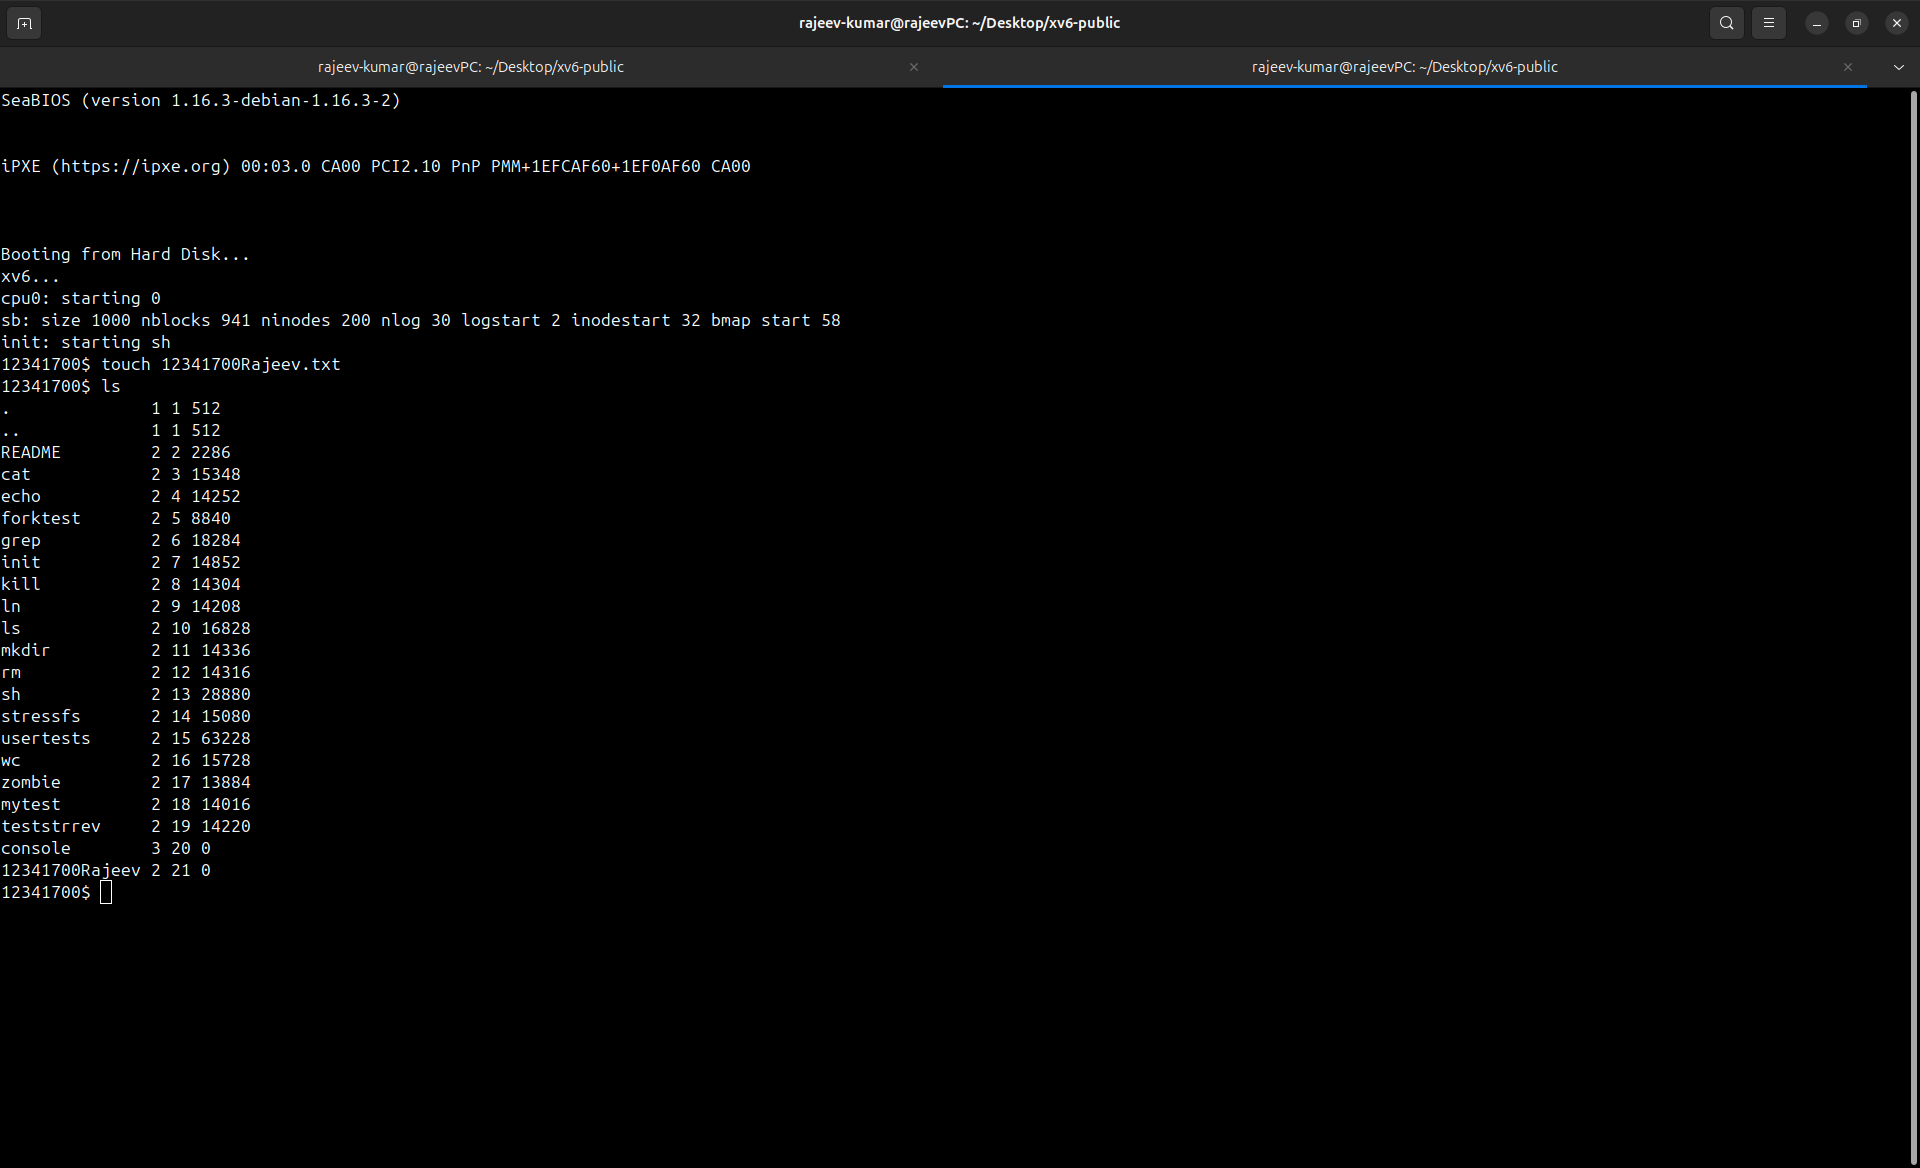 rajeev-kumar@rajeevPC: ~/Desktop/xv6-public
rajeev-kumar@rajeevPC: ~/Desktop/xv6-public
rajeev-kumar@rajeevPC: ~/Desktop/xv6-public
SeaBIOS (version 1.16.3-debian-1.16.3-2)
iPXE (https://ipxe.org) 00:03.0 CA00 PCI2.10 PnP PMM+1EFCAF60+1EF0AF60 CA00
Booting from Hard Disk...
xv6...
cpu0: starting 0
sb: size 1000 nblocks 941 ninodes 200 nlog 30 logstart 2 inodestart 32 bmap start 58
init: starting sh
12341700$ touch 12341700Rajeev.txt
12341700$ ls
.              1 1 512
..             1 1 512
README         2 2 2286
cat            2 3 15348
echo           2 4 14252
forktest       2 5 8840
grep           2 6 18284
init           2 7 14852
kill           2 8 14304
ln             2 9 14208
ls             2 10 16828
mkdir          2 11 14336
rm             2 12 14316
sh             2 13 28880
stressfs       2 14 15080
usertests      2 15 63228
wc             2 16 15728
zombie         2 17 13884
mytest         2 18 14016
teststrrev     2 19 14220
console        3 20 0
12341700Rajeev 2 21 0
12341700$